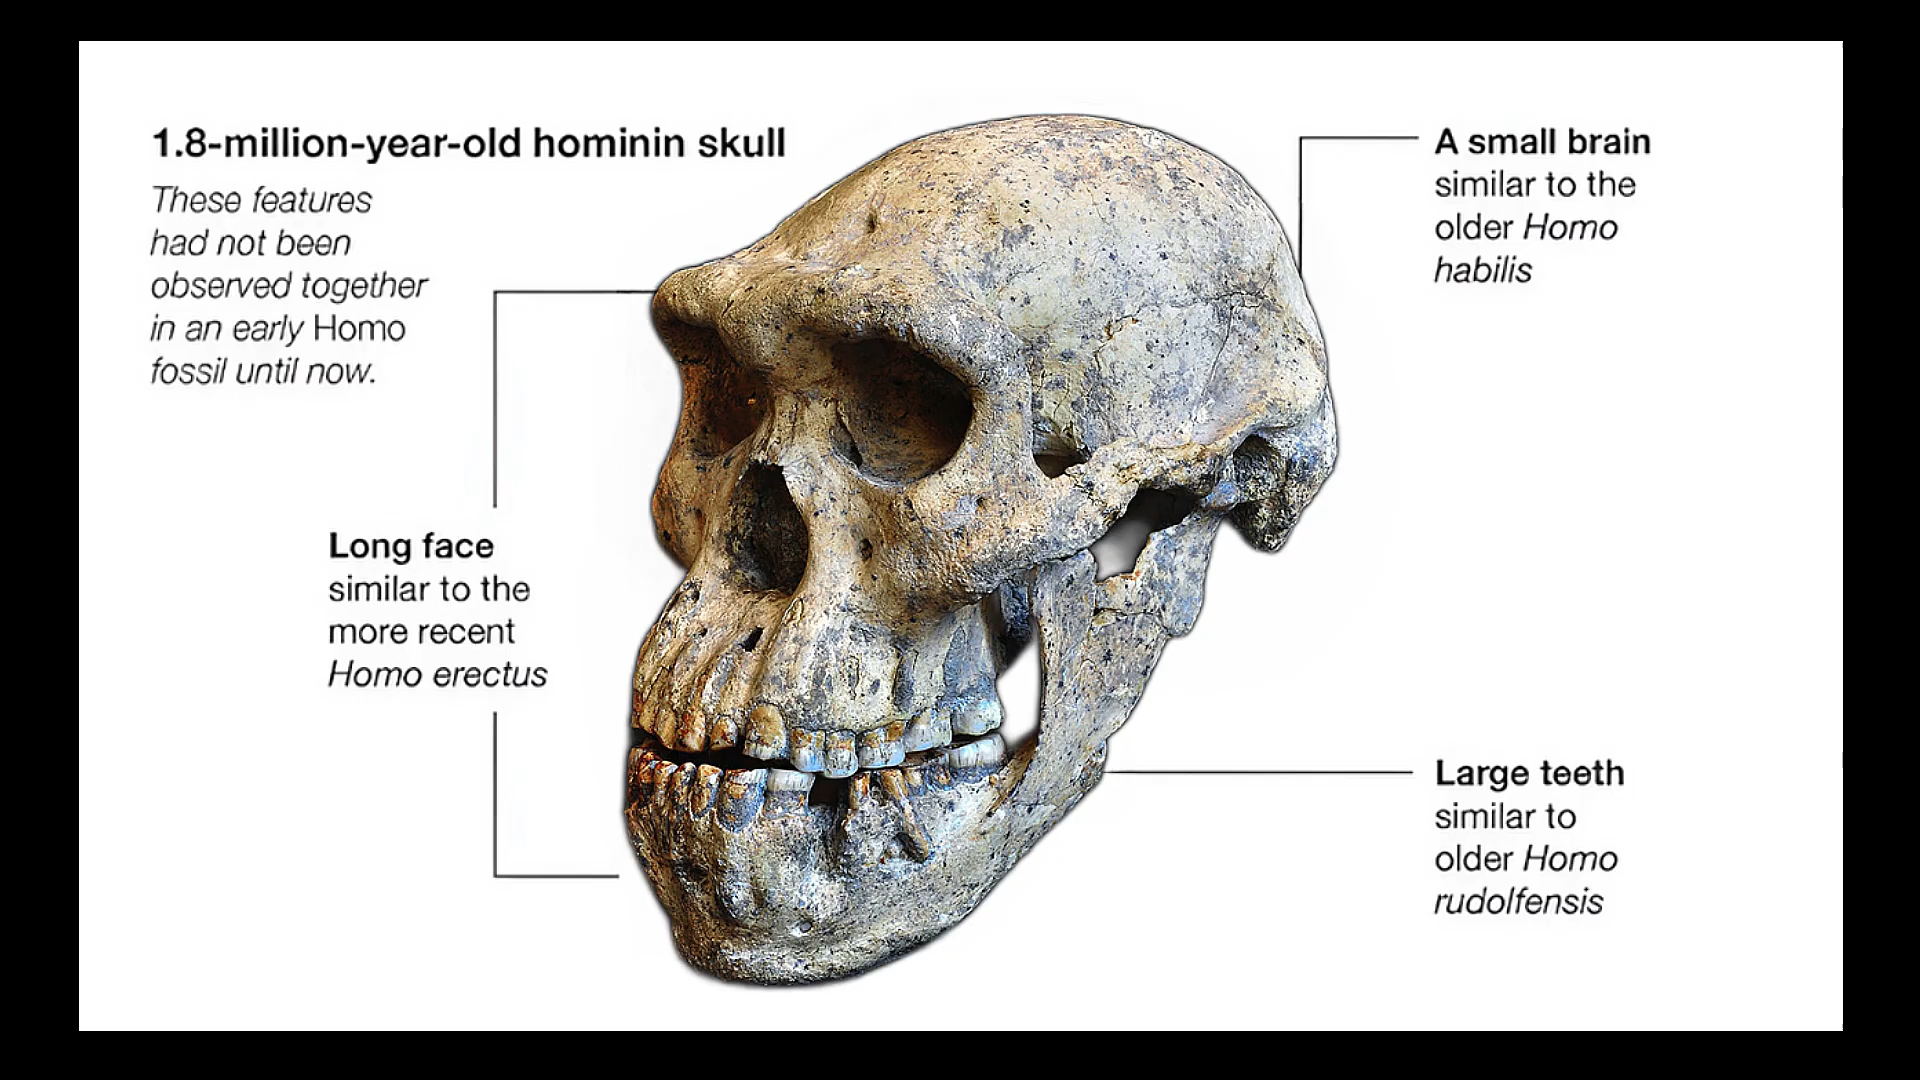 1.8-million-year-old hominin skull
These features
had not been
observed together
in an early Homo
fossil until now.
A small brain
similar to the
older Homo
habilis
Long face
similar to the
more recent
Homo erectus
Large teeth
similar to
older Homo
rudolfensis